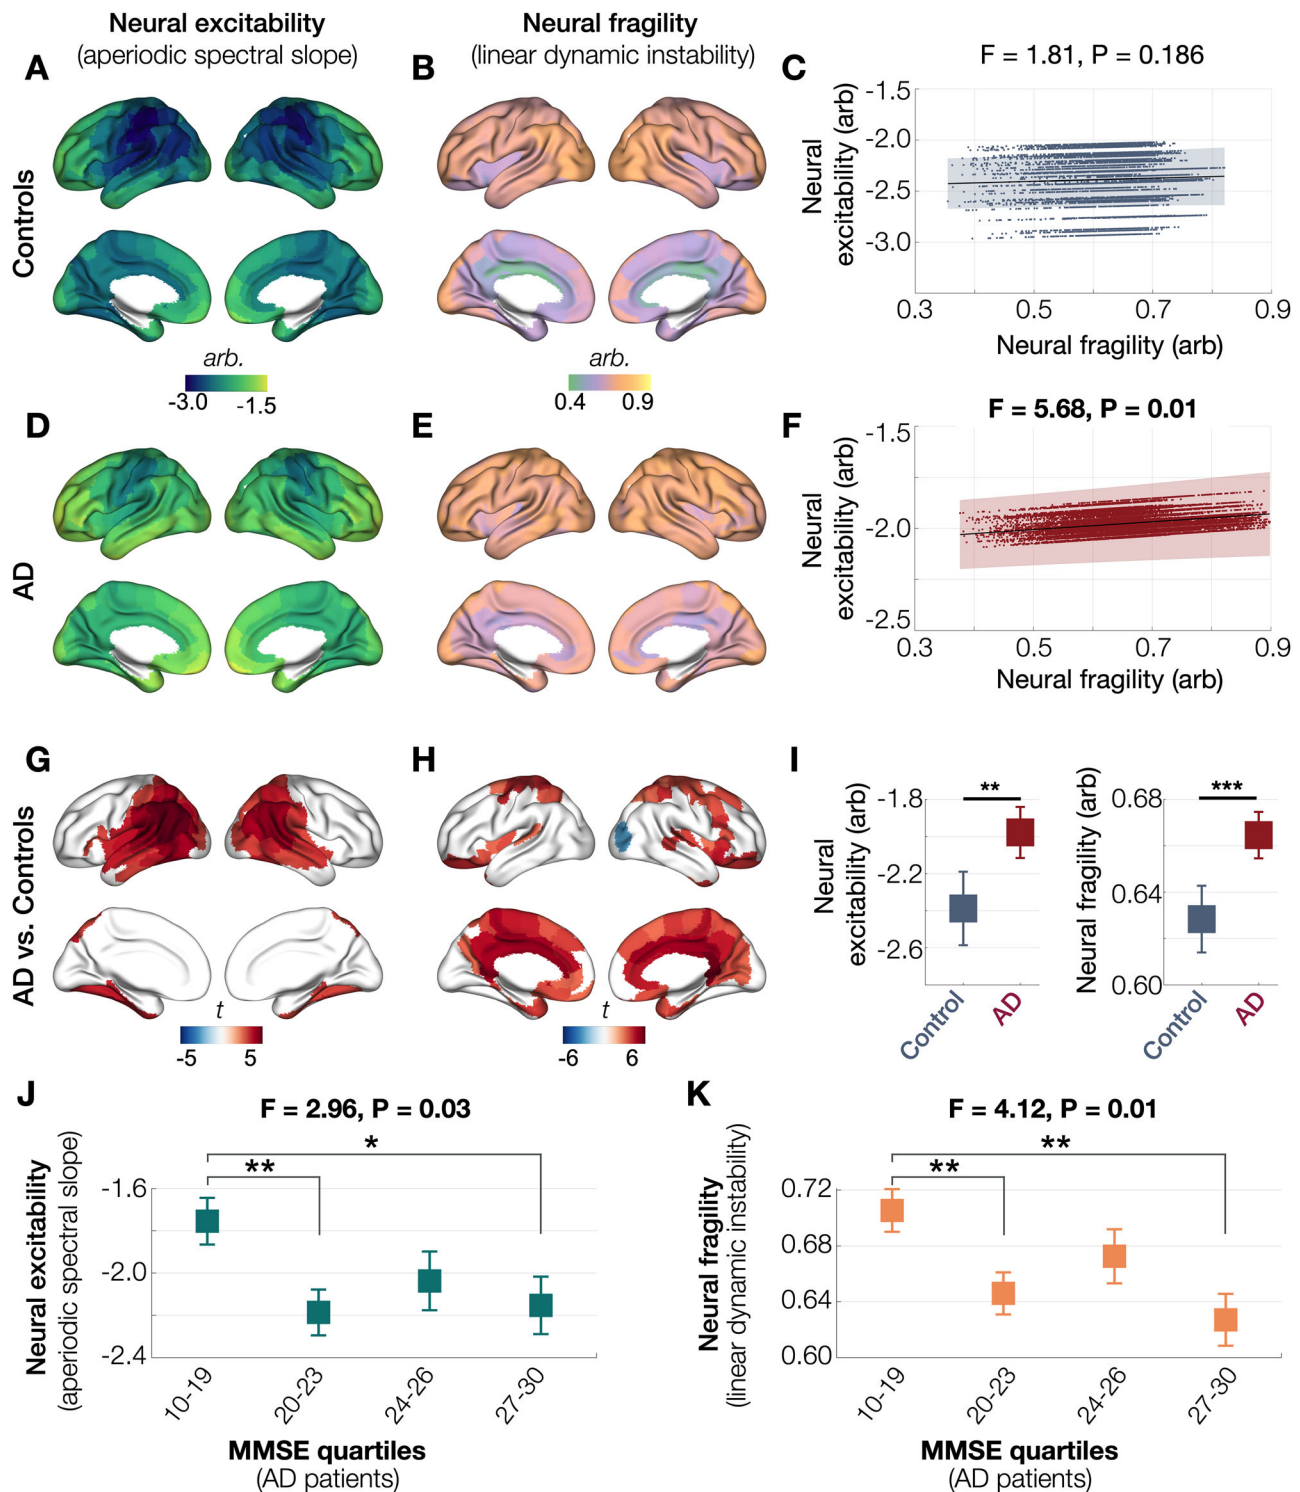 Neural excitability
(aperiodic spectral slope)
Neural fragility
(linear dynamic instability)
A
B
C
F = 1.81, P = 0.186
Controls
Neural
excitability (arb)
-1.5
-2.0
-2.5
-3.0
0.3
0.5
0.7
0.9
Neural fragility (arb)
arb.
-3.0
-1.5
arb.
0.4
0.9
D
E
F
F = 5.68, P = 0.01
AD
Neural
excitability (arb)
-1.5
-2.0
-2.5
0.3
0.5
0.7
0.9
Neural fragility (arb)
G
H
I
AD vs. Controls
t
-5
5
t
-6
6
Neural
excitability (arb)
-1.8
-2.2
-2.6
**
Control
AD
Neural fragility (arb)
0.68
0.64
0.60
***
Control
AD
J
F = 2.96, P = 0.03
*
**
Neural excitability
(aperiodic spectral slope)
-1.6
-2.0
-2.4
10-19
20-23
24-26
27-30
MMSE quartiles
(AD patients)
K
F = 4.12, P = 0.01
**
**
Neural fragility
(linear dynamic instability)
0.72
0.68
0.64
0.60
10-19
20-23
24-26
27-30
MMSE quartiles
(AD patients)